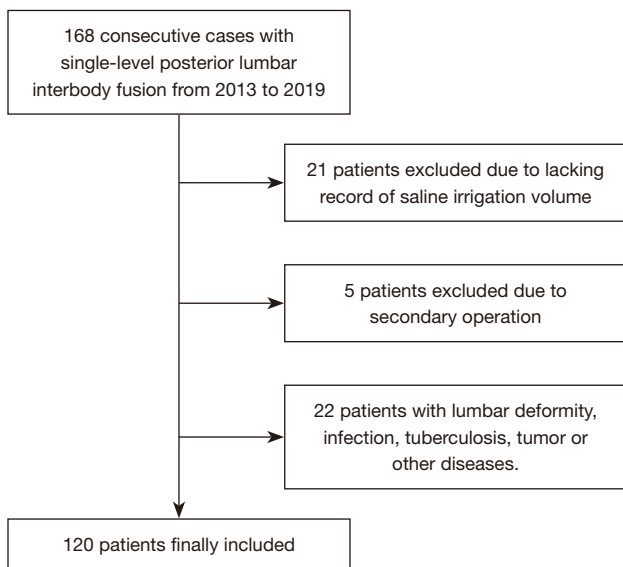 168 consecutive cases with
single-level posterior lumbar
interbody fusion from 2013 to 2019
21 patients excluded due to lacking
record of saline irrigation volume
5 patients excluded due to
secondary operation
22 patients with lumbar deformity,
infection, tuberculosis, tumor or
other diseases.
120 patients finally included